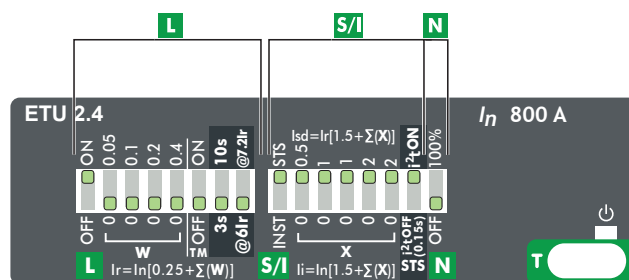 L S/I N
ETU 2.4 In 800 A
ON 0.05 0.1 0.2 0.4 ON 10s @7.2Ir STS 0.5 1 1 2 2 i²tON 100%
Isd=Ir[1.5+Σ(X)]
OFF 0 0 0 0 TM OFF 3s @6Ir INST 0 0 0 0 0 i²tOFF STS(0.15s) OFF
W X
L Ir=In[0.25+Σ(W)] S/I Ii=In[1.5+Σ(X)] N T